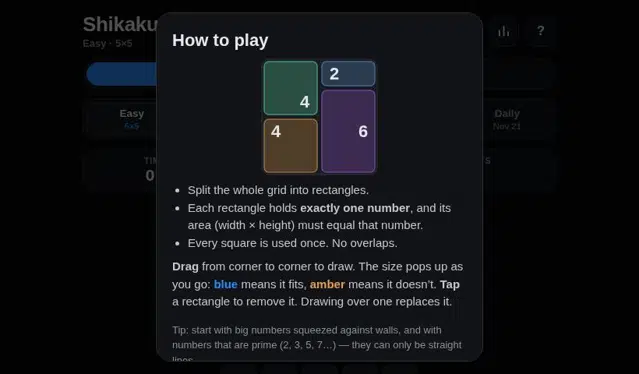 Shikaku
Easy · 5×5
?
How to play
2
4
4
6
Easy
Daily
Nov 21
Split the whole grid into rectangles.
Each rectangle holds exactly one number, and its
area (width × height) must equal that number.
Every square is used once. No overlaps.
Drag from corner to corner to draw. The size pops up as
you go: blue means it fits, amber means it doesn’t. Tap
a rectangle to remove it. Drawing over one replaces it.
Tip: start with big numbers squeezed against walls, and with
numbers that are prime (2, 3, 5, 7…) — they can only be straight
lines.